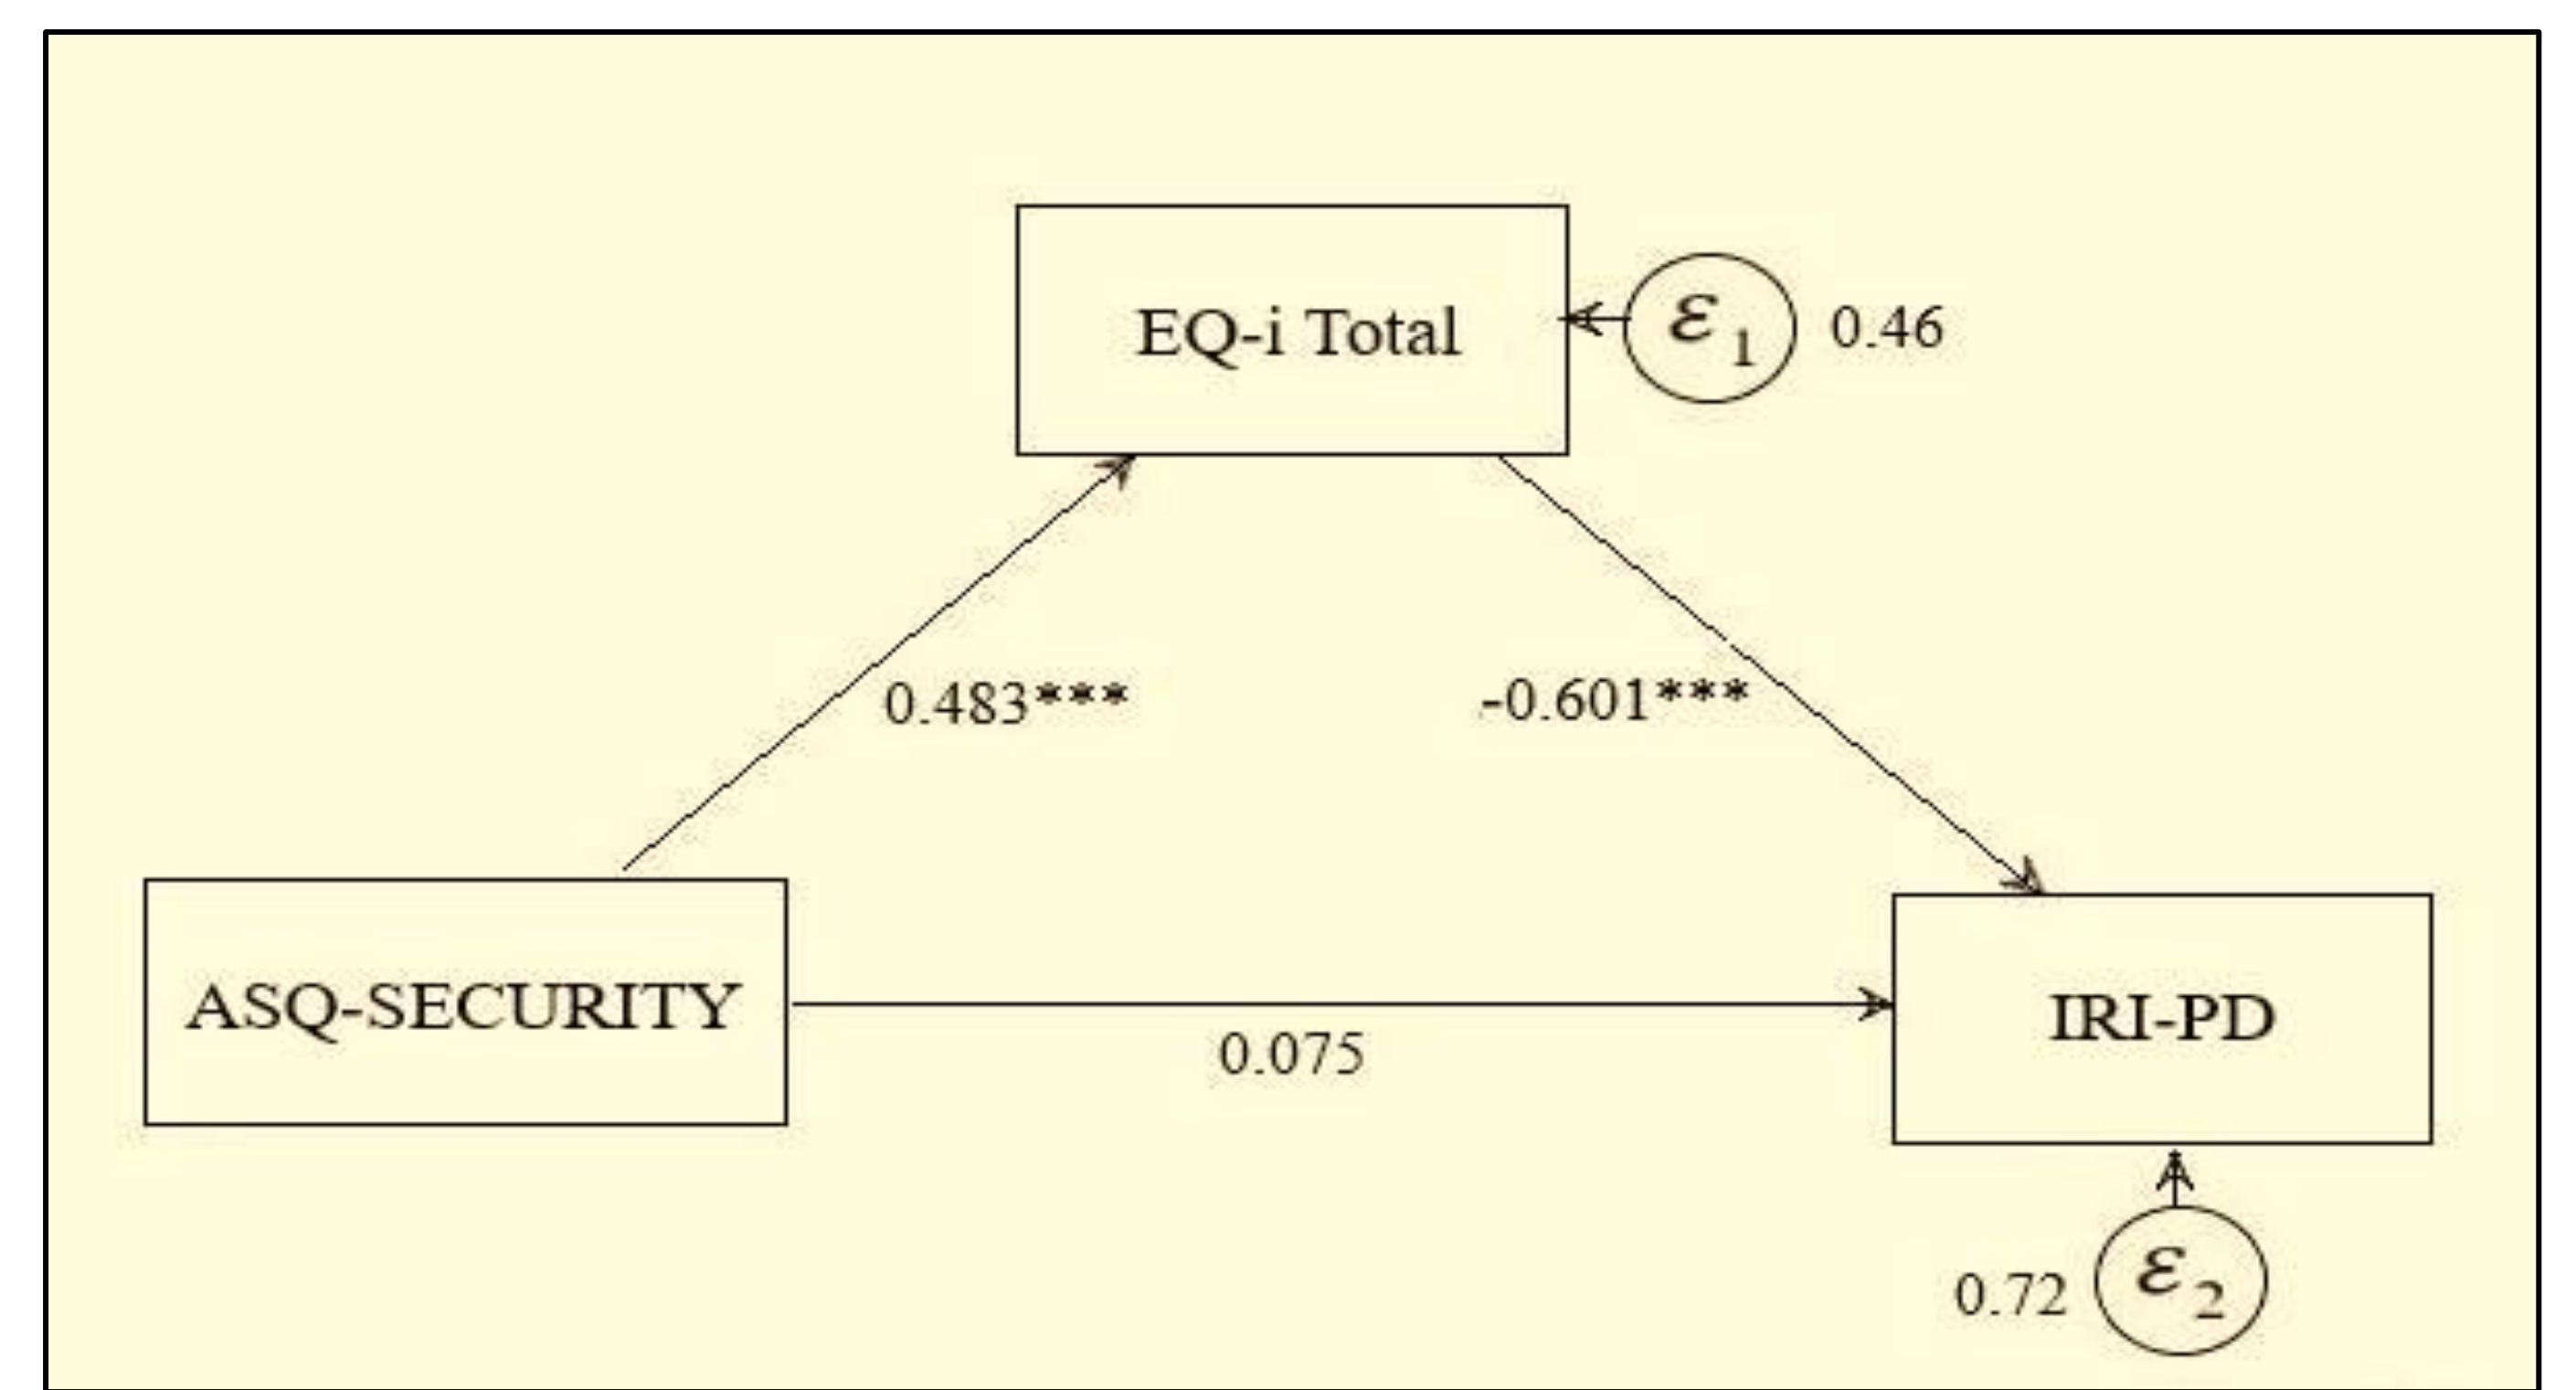 EQ-i Total
ε1 0.46
0.483***
-0.601***
ASQ-SECURITY
0.075
IRI-PD
0.72 ε2